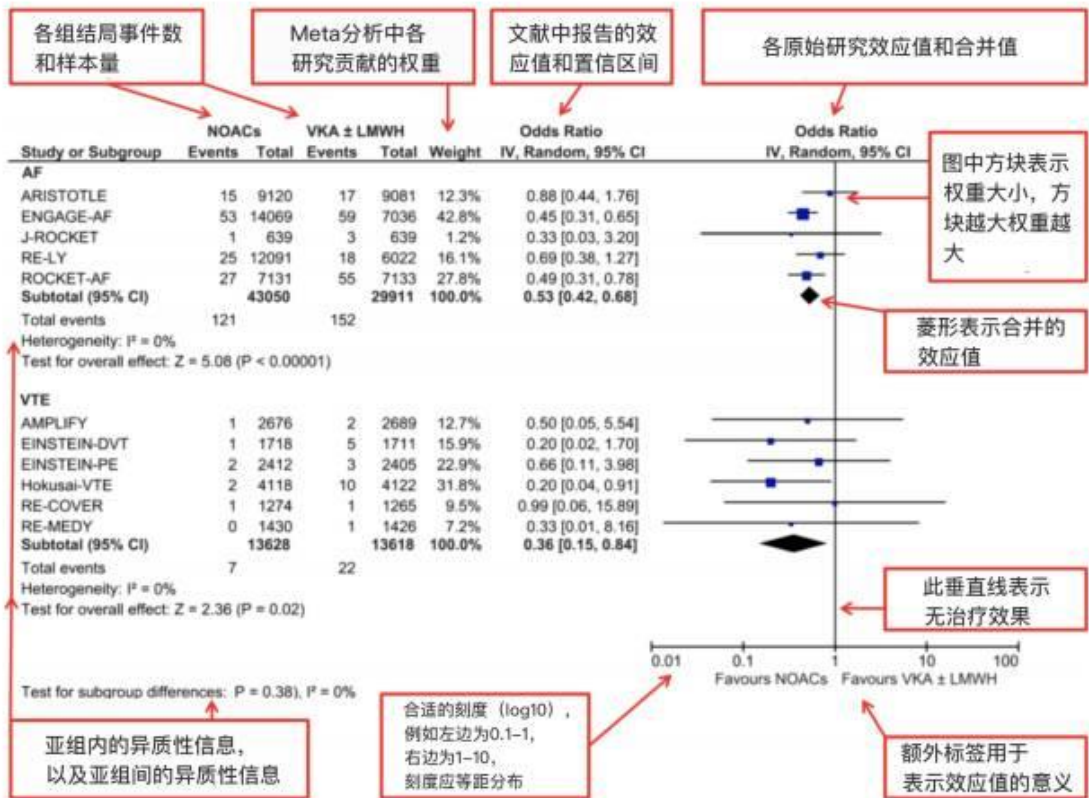 各组结局事件数
和样本量
Meta分析中各
研究贡献的权重
文献中报告的效
应值和置信区间
各原始研究效应值和合并值
NOACs VKA ± LMWH Odds Ratio Odds Ratio
Study or Subgroup Events Total Events Total Weight IV, Random, 95% CI IV, Random, 95% CI
AF
ARISTOTLE 15 9120 17 9081 12.3% 0.88 [0.44, 1.76]
ENGAGE-AF 53 14069 59 7036 42.8% 0.45 [0.31, 0.65]
J-ROCKET 1 639 3 639 1.2% 0.33 [0.03, 3.20]
RE-LY 25 12091 18 6022 16.1% 0.69 [0.38, 1.27]
ROCKET-AF 27 7131 55 7133 27.8% 0.49 [0.31, 0.78]
Subtotal (95% CI) 43050 29911 100.0% 0.53 [0.42, 0.68]
Total events 121 152
Heterogeneity: I² = 0%
Test for overall effect: Z = 5.08 (P < 0.00001)
图中方块表示
权重大小，方
块越大权重越
大
菱形表示合并的
效应值
VTE
AMPLIFY 1 2676 2 2689 12.7% 0.50 [0.05, 5.54]
EINSTEIN-DVT 1 1718 5 1711 15.9% 0.20 [0.02, 1.70]
EINSTEIN-PE 2 2412 3 2405 22.9% 0.66 [0.11, 3.98]
Hokusai-VTE 2 4118 10 4122 31.8% 0.20 [0.04, 0.91]
RE-COVER 1 1274 1 1265 9.5% 0.99 [0.06, 15.89]
RE-MEDY 0 1430 1 1426 7.2% 0.33 [0.01, 8.16]
Subtotal (95% CI) 13628 13618 100.0% 0.36 [0.15, 0.84]
Total events 7 22
Heterogeneity: I² = 0%
Test for overall effect: Z = 2.36 (P = 0.02)
此垂直线表示
无治疗效果
0.01 0.1 1 10 100
Favours NOACs Favours VKA ± LMWH
Test for subgroup differences: P = 0.38), I² = 0%
亚组内的异质性信息，
以及亚组间的异质性信息
合适的刻度（log10），
例如左边为0.1–1，
右边为1–10，
刻度应等距分布
额外标签用于
表示效应值的意义